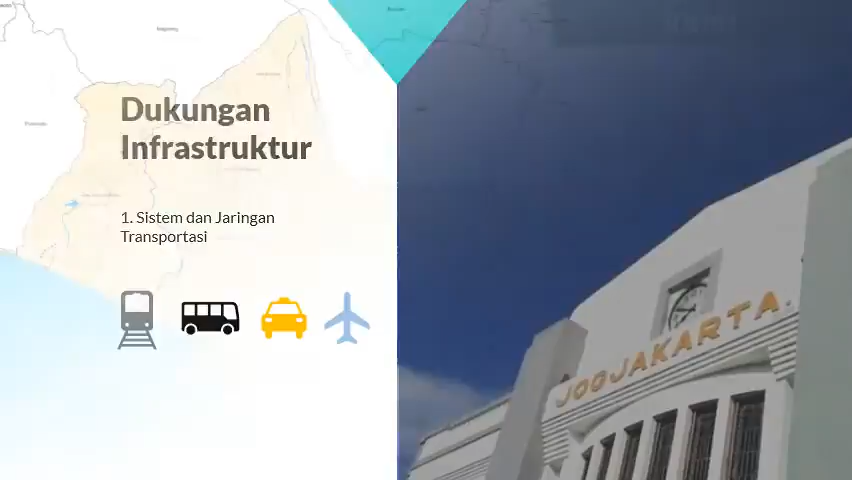 Dukungan
Infrastruktur
1. Sistem dan Jaringan
Transportasi
JOGJAKARTA.